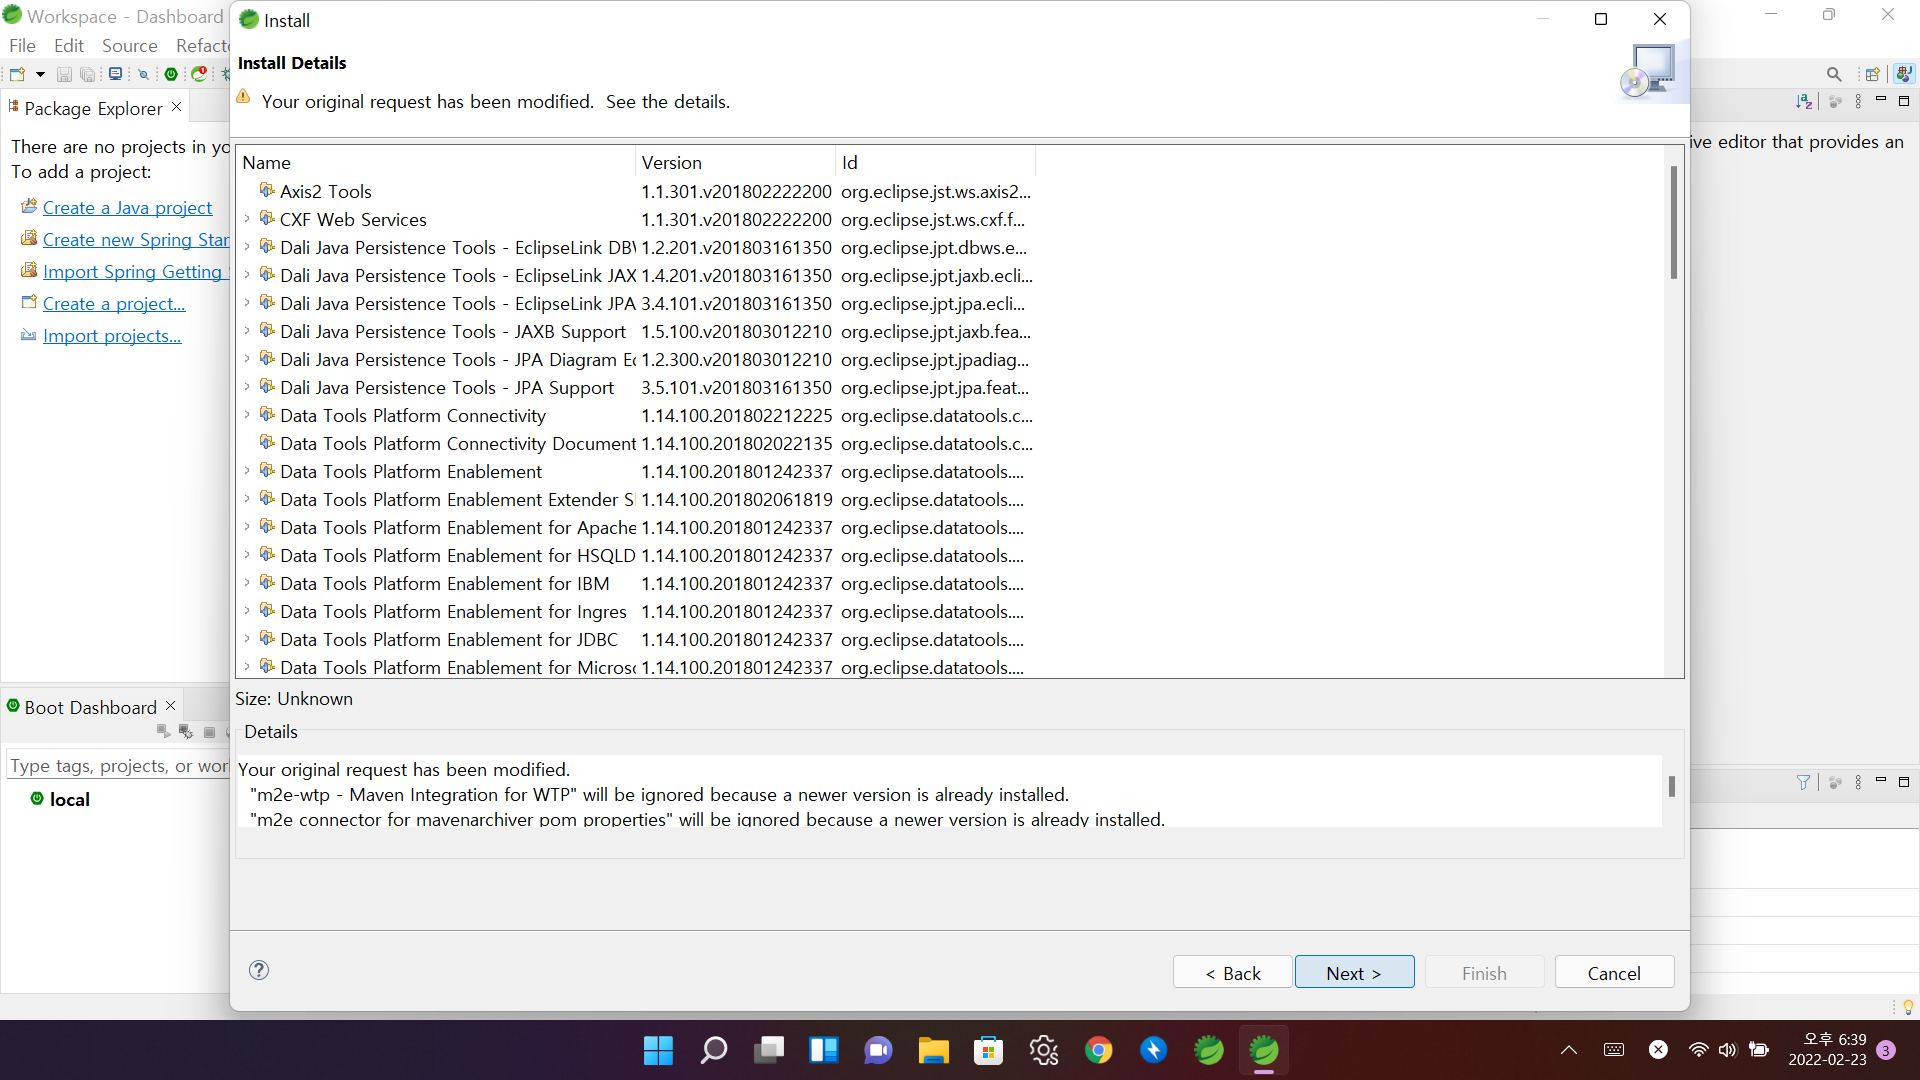 Workspace - Dashboard
Install
File Edit Source Refacto
Install Details
Your original request has been modified. See the details.
Package Explorer
There are no projects in yo
To add a project:
Create a Java project
Create new Spring Star
Import Spring Getting
Create a project...
Import projects...
ive editor that provides an
Name Version Id
Axis2 Tools 1.1.301.v201802222200 org.eclipse.jst.ws.axis2...
CXF Web Services 1.1.301.v201802222200 org.eclipse.jst.ws.cxf.f...
Dali Java Persistence Tools - EclipseLink DB 1.2.201.v201803161350 org.eclipse.jpt.dbws.e...
Dali Java Persistence Tools - EclipseLink JAX 1.4.201.v201803161350 org.eclipse.jpt.jaxb.ecli...
Dali Java Persistence Tools - EclipseLink JPA 3.4.101.v201803161350 org.eclipse.jpt.jpa.ecli...
Dali Java Persistence Tools - JAXB Support 1.5.100.v201803012210 org.eclipse.jpt.jaxb.fea...
Dali Java Persistence Tools - JPA Diagram Ec 1.2.300.v201803012210 org.eclipse.jpt.jpadiag...
Dali Java Persistence Tools - JPA Support 3.5.101.v201803161350 org.eclipse.jpt.jpa.feat...
Data Tools Platform Connectivity 1.14.100.201802212225 org.eclipse.datatools.c...
Data Tools Platform Connectivity Document 1.14.100.201802022135 org.eclipse.datatools.c...
Data Tools Platform Enablement 1.14.100.201801242337 org.eclipse.datatools....
Data Tools Platform Enablement Extender S 1.14.100.201802061819 org.eclipse.datatools....
Data Tools Platform Enablement for Apache 1.14.100.201801242337 org.eclipse.datatools....
Data Tools Platform Enablement for HSQLD 1.14.100.201801242337 org.eclipse.datatools....
Data Tools Platform Enablement for IBM 1.14.100.201801242337 org.eclipse.datatools....
Data Tools Platform Enablement for Ingres 1.14.100.201801242337 org.eclipse.datatools....
Data Tools Platform Enablement for JDBC 1.14.100.201801242337 org.eclipse.datatools....
Data Tools Platform Enablement for Microsc 1.14.100.201801242337 org.eclipse.datatools....
Size: Unknown
Details
Your original request has been modified.
"m2e-wtp - Maven Integration for WTP" will be ignored because a newer version is already installed.
"m2e connector for mavenarchiver pom properties" will be ignored because a newer version is already installed.
Boot Dashboard
Type tags, projects, or wor
local
< Back Next > Finish Cancel
오후 6:39
2022-02-23
3